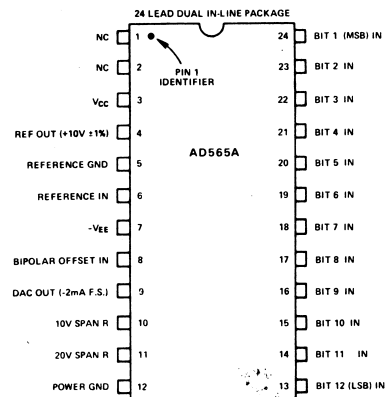 24 LEAD DUAL IN-LINE PACKAGE
NC 1 24 BIT 1 (MSB) IN
PIN 1
IDENTIFIER
NC 2 23 BIT 2 IN
VCC 3 22 BIT 3 IN
REF OUT (+10V ±1%) 4 21 BIT 4 IN
AD565A
REFERENCE GND 5 20 BIT 5 IN
REFERENCE IN 6 19 BIT 6 IN
-VEE 7 18 BIT 7 IN
BIPOLAR OFFSET IN 8 17 BIT 8 IN
DAC OUT (-2mA F.S.) 9 16 BIT 9 IN
10V SPAN R 10 15 BIT 10 IN
20V SPAN R 11 14 BIT 11 IN
POWER GND 12 13 BIT 12 (LSB) IN